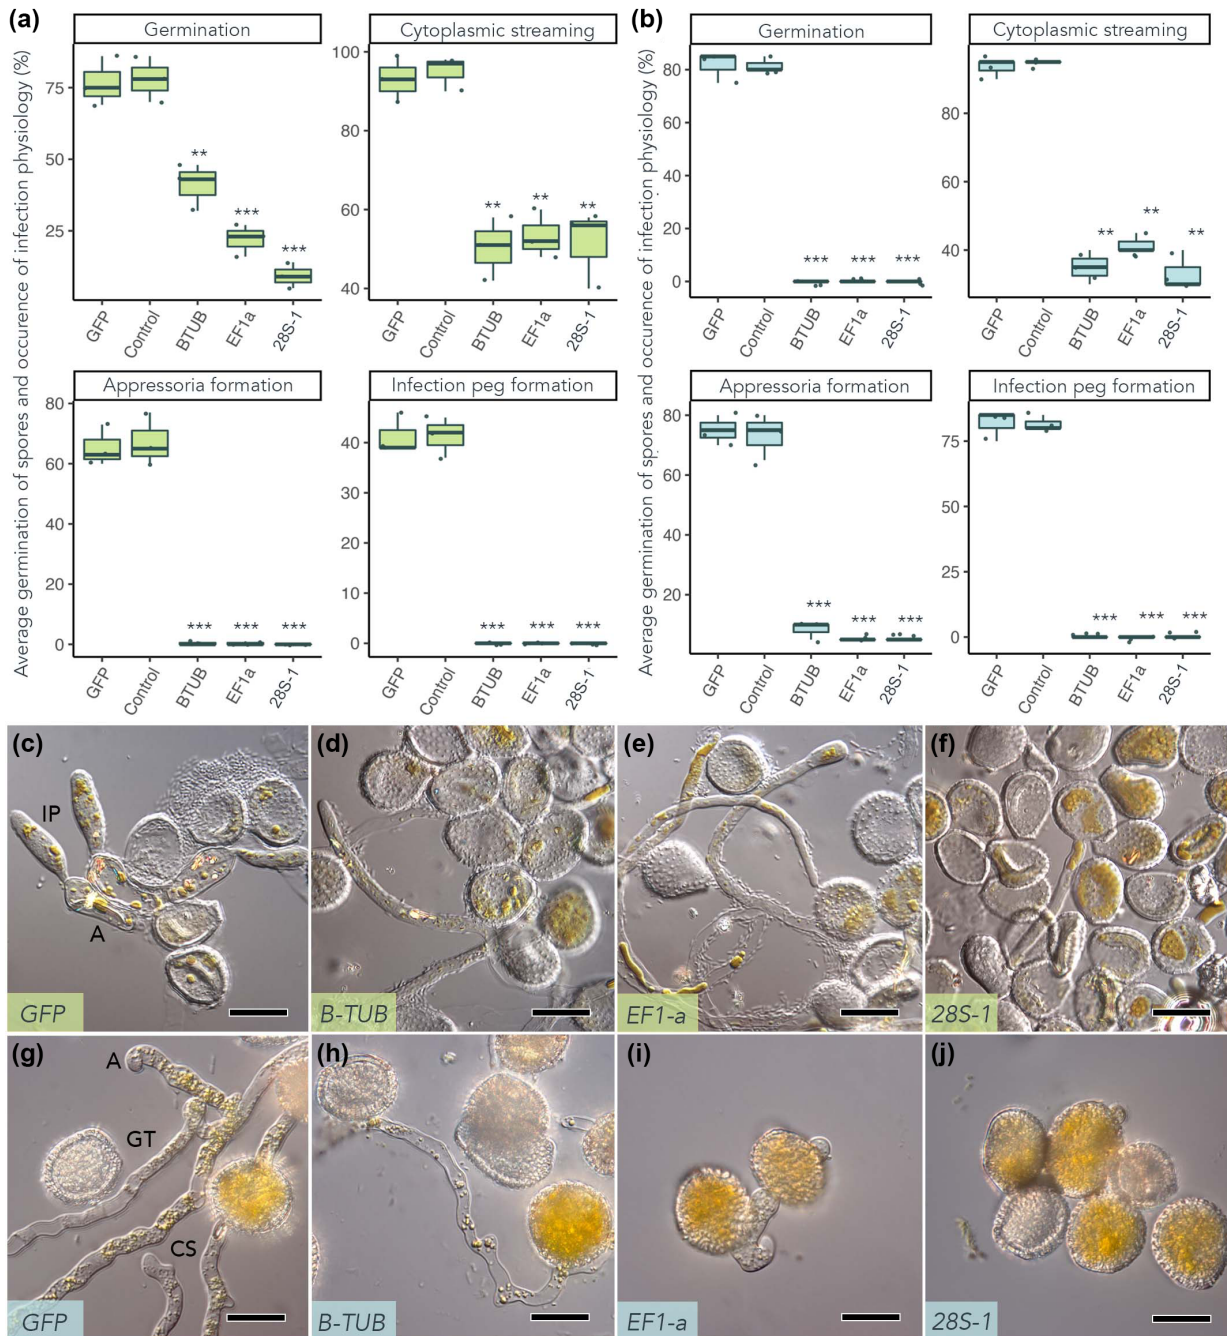 (a)
Average germination of spores and occurence of infection physiology (%)
Germination
75
50
25
**
***
***
GFP
Control
BTUB
EF1a
28S-1
Cytoplasmic streaming
100
80
60
40
**
**
**
GFP
Control
BTUB
EF1a
28S-1
Appressoria formation
80
60
40
20
0
***
***
***
GFP
Control
BTUB
EF1a
28S-1
Infection peg formation
40
30
20
10
0
***
***
***
GFP
Control
BTUB
EF1a
28S-1
(b)
Average germination of spores and occurence of infection physiology (%)
Germination
80
60
40
20
0
***
***
***
GFP
Control
BTUB
EF1a
28S-1
Cytoplasmic streaming
80
60
40
**
**
**
GFP
Control
BTUB
EF1a
28S-1
Appressoria formation
80
60
40
20
***
***
***
GFP
Control
BTUB
EF1a
28S-1
Infection peg formation
75
50
25
0
***
***
***
GFP
Control
BTUB
EF1a
28S-1
(c)
IP
A
GFP
(d)
B-TUB
(e)
EF1-a
(f)
28S-1
(g)
A
GT
CS
GFP
(h)
B-TUB
(i)
EF1-a
(j)
28S-1